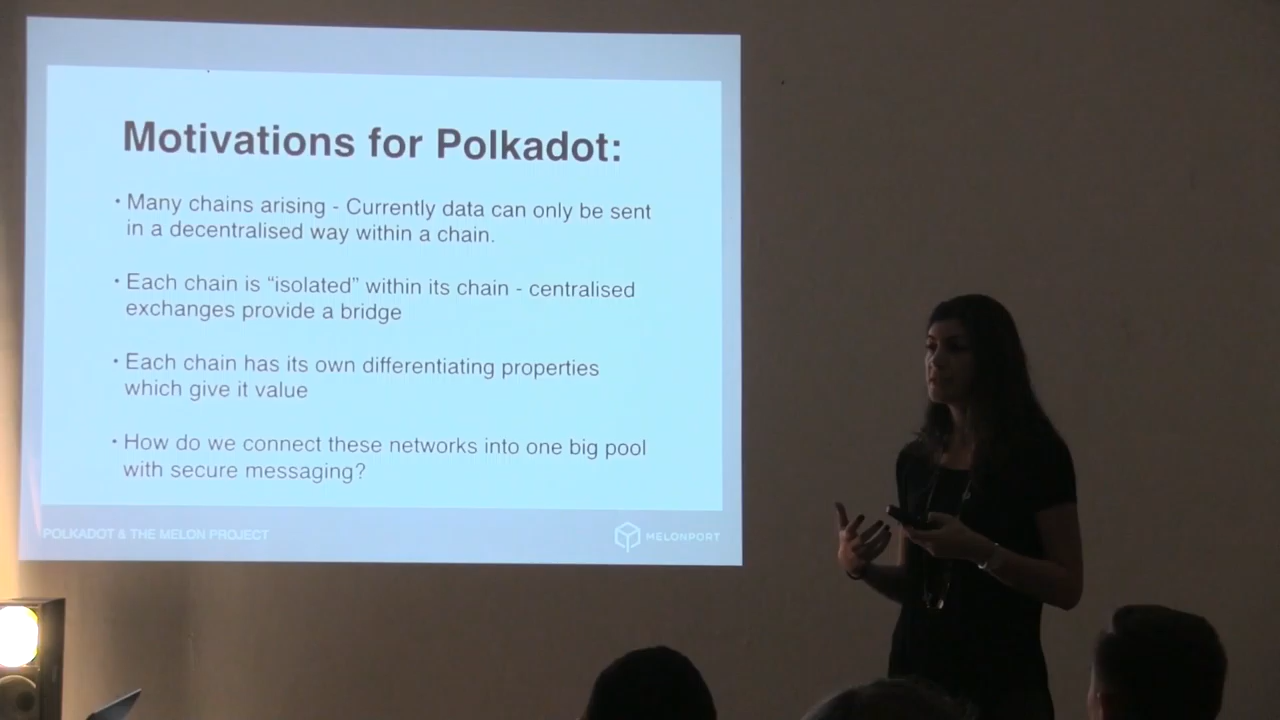 Motivations for Polkadot:
• Many chains arising - Currently data can only be sent
in a decentralised way within a chain.
• Each chain is “isolated” within its chain - centralised
exchanges provide a bridge
• Each chain has its own differentiating properties
which give it value
• How do we connect these networks into one big pool
with secure messaging?
POLKADOT & THE MELON PROJECT
MELONPORT